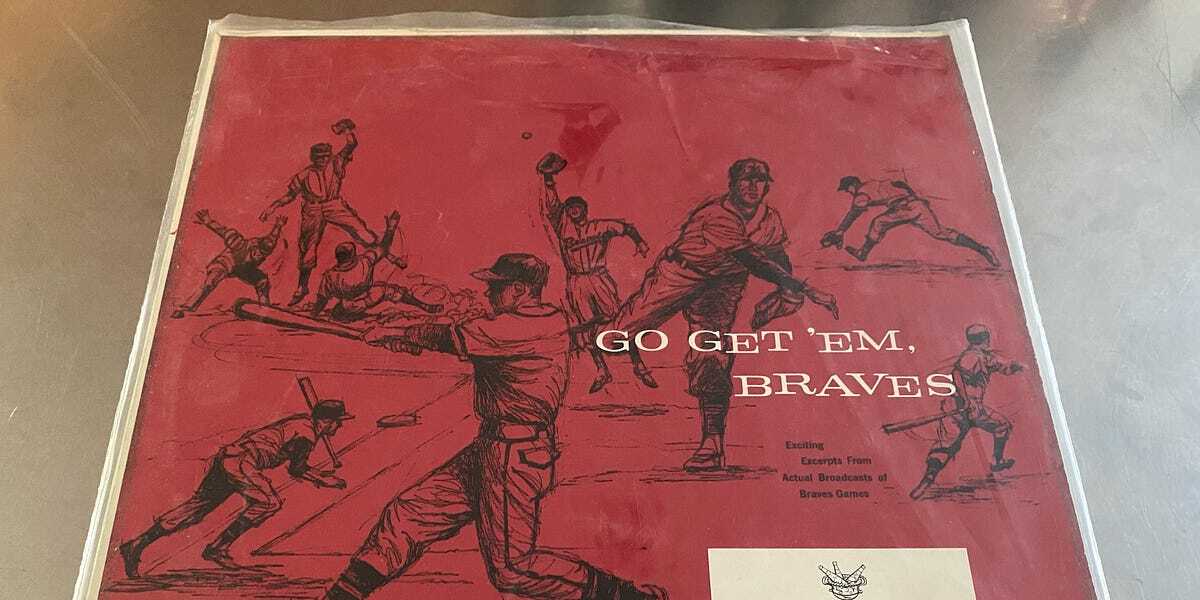 GO GET 'EM,
BRAVES
Exciting
Excerpts From
Actual Broadcasts of
Braves Games